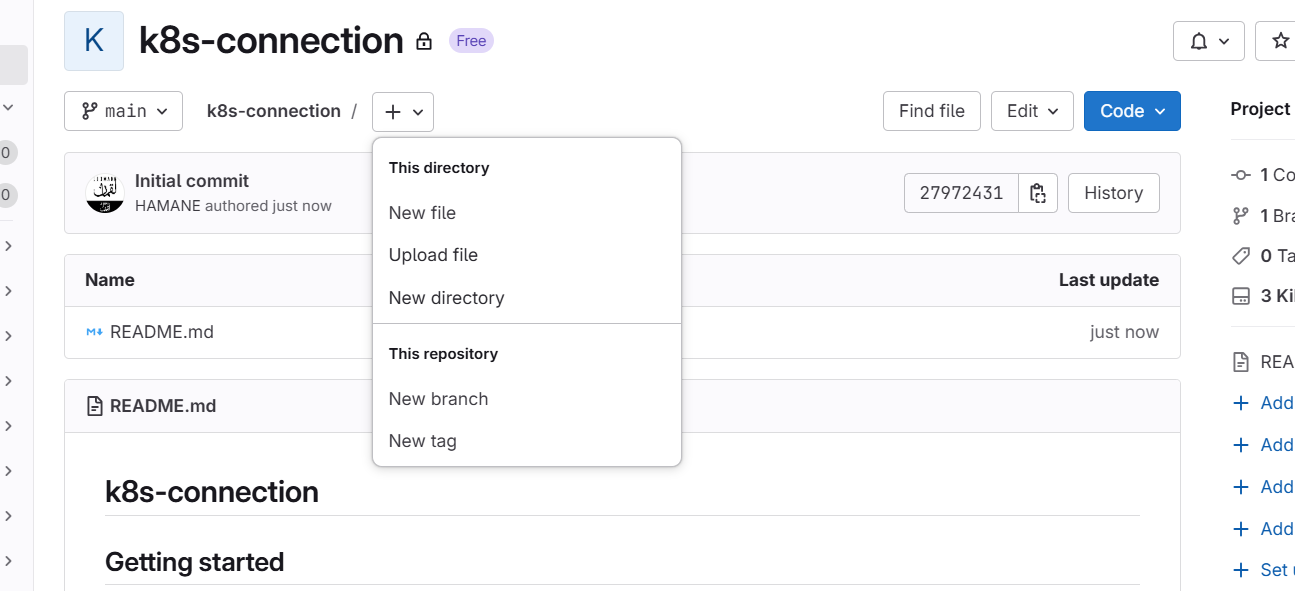 K
k8s-connection
Free
main
k8s-connection /
Find file
Edit
Code
Project
This directory
New file
Upload file
New directory
This repository
New branch
New tag
Initial commit
HAMANE authored just now
27972431
History
Name
Last update
README.md
just now
README.md
k8s-connection
Getting started
0
0
1 Co
1 Bra
0 Ta
3 Ki
REA
Add
Add
Add
Add
Set